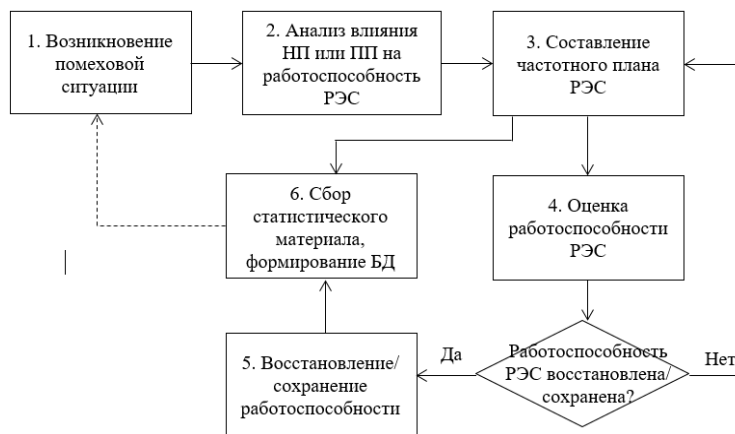 1. Возникновение
помеховой
ситуации
2. Анализ влияния
НП или ПП на
работоспособность
РЭС
3. Составление
частотного плана
РЭС
6. Сбор
статистического
материала,
формирование БД
4. Оценка
работоспособности
РЭС
5. Восстановление/
сохранение
работоспособности
Да
Работоспособность
РЭС восстановлена/
сохранена?
Нет